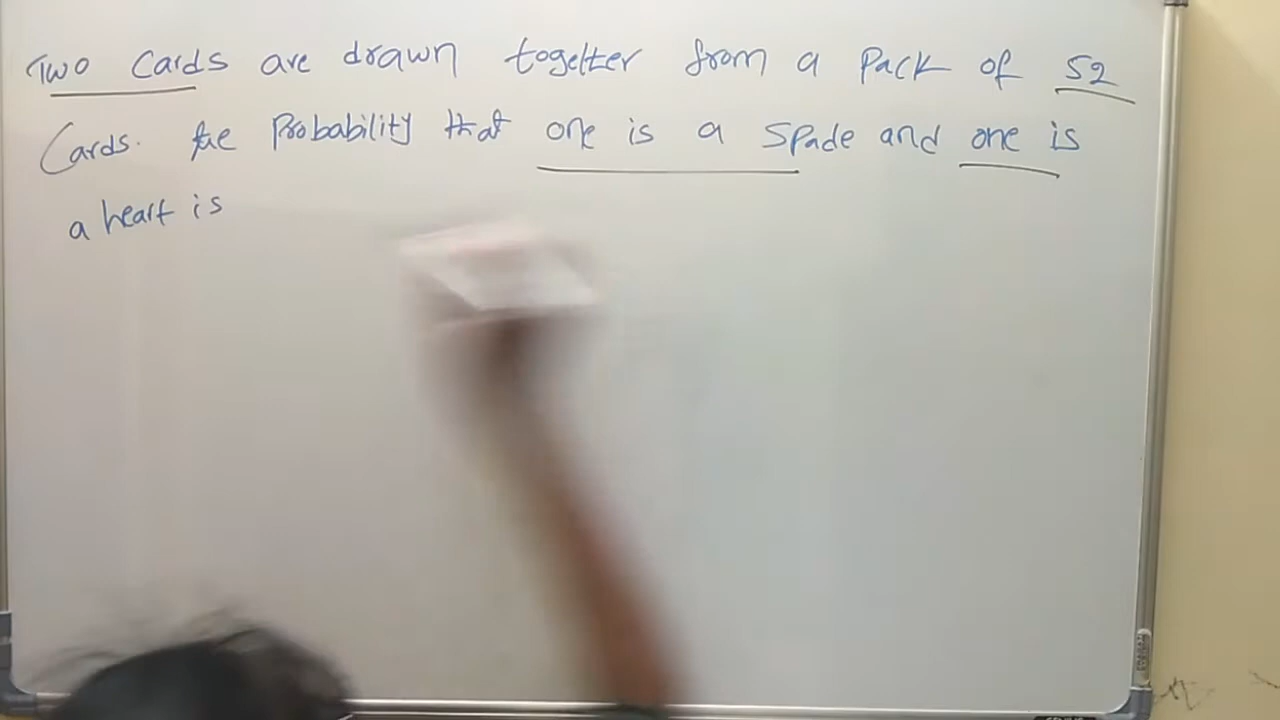 Two Cards are drawn together from a Pack of 52
Cards. the Probability that one is a Spade and one is
a heart is